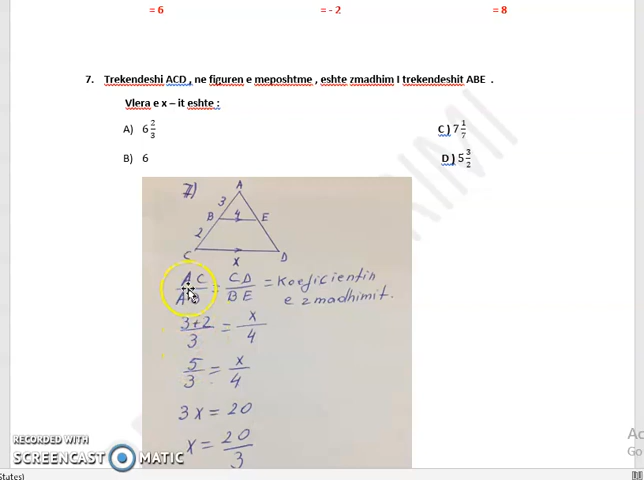 = 6 = - 2 = 8
7. Trekendeshi ACD , ne figuren e meposhtme , eshte zmadhim I trekendeshit ABE .
Vlera e x – it eshte :
A) 6 2/3 C ) 7 1/7
B) 6 D ) 5 3/2
7)
A
3
B 4 E
2
C D
x
AC/AB = CD/BE = Koeficientin
e zmadhimit.
3+2/3 = x/4
5/3 = x/4
3x = 20
x = 20/3
RECORDED WITH
SCREENCAST MATIC
States)